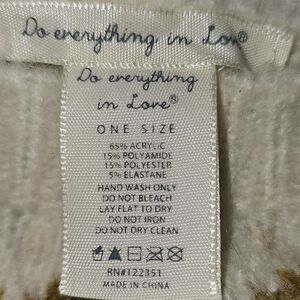 Do everything in Love®
Do everything
in Love®
ONE SIZE
65% ACRYLIC
15% POLYAMIDE
15% POLYESTER
5% ELASTANE
HAND WASH ONLY
DO NOT BLEACH
LAY FLAT TO DRY
DO NOT IRON
DO NOT DRY CLEAN
RN#122351
MADE IN CHINA